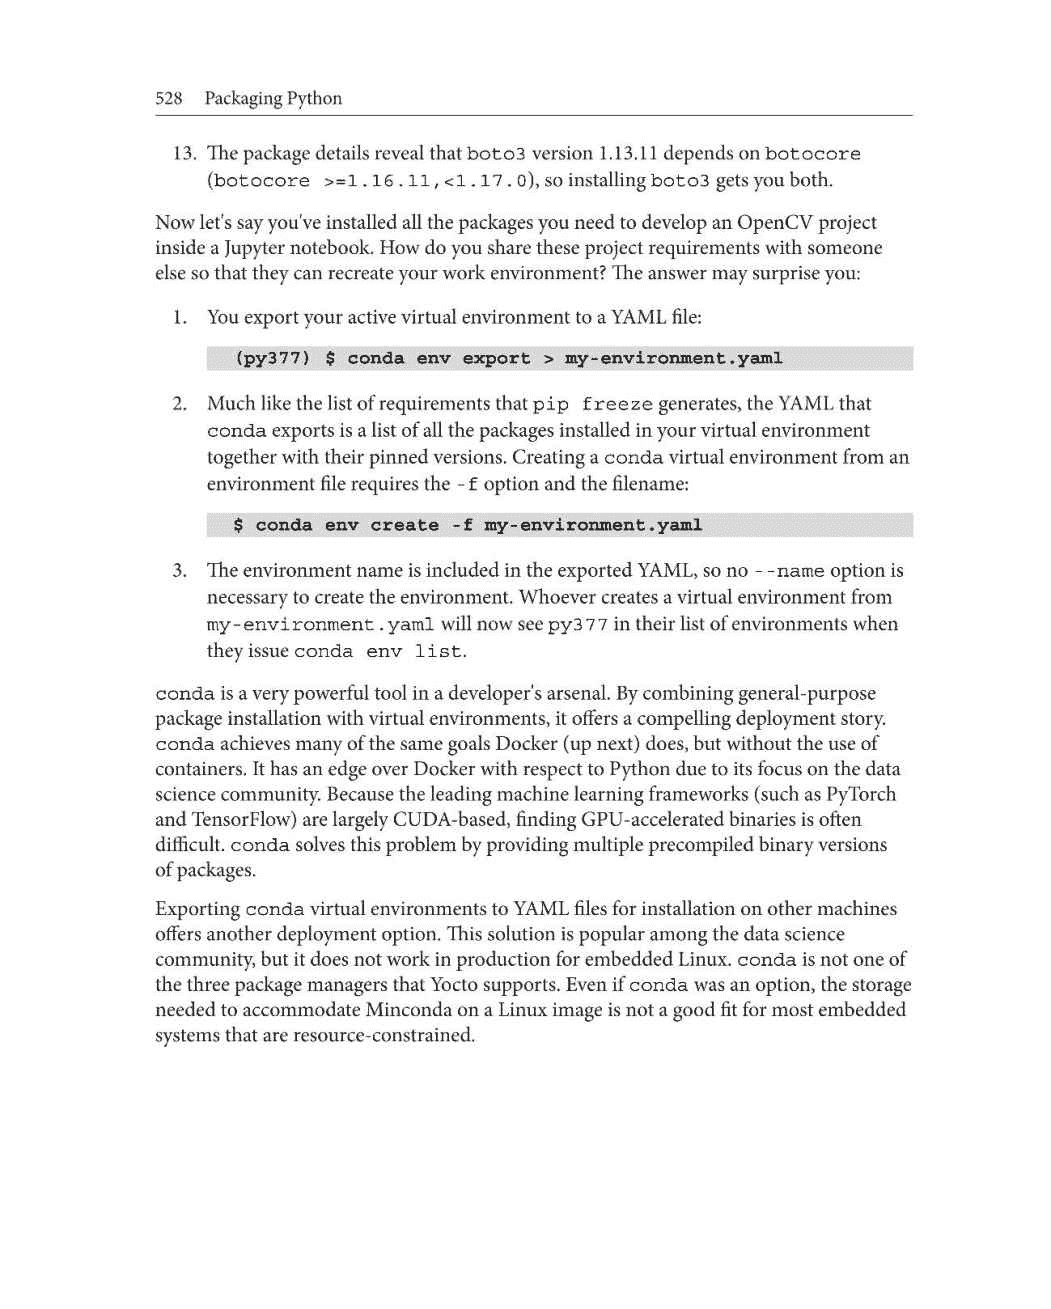 528 Packaging Python
13. The package details reveal that boto3 version 1.13.11 depends on botocore
(botocore >=1.16.11,<1.17.0), so installing boto3 gets you both.
Now let's say you've installed all the packages you need to develop an OpenCV project
inside a Jupyter notebook. How do you share these project requirements with someone
else so that they can recreate your work environment? The answer may surprise you:
1. You export your active virtual environment to a YAML file:
(py377) $ conda env export > my-environment.yaml
2. Much like the list of requirements that pip freeze generates, the YAML that
conda exports is a list of all the packages installed in your virtual environment
together with their pinned versions. Creating a conda virtual environment from an
environment file requires the -f option and the filename:
$ conda env create -f my-environment.yaml
3. The environment name is included in the exported YAML, so no --name option is
necessary to create the environment. Whoever creates a virtual environment from
my-environment.yaml will now see py377 in their list of environments when
they issue conda env list.
conda is a very powerful tool in a developer's arsenal. By combining general-purpose
package installation with virtual environments, it offers a compelling deployment story.
conda achieves many of the same goals Docker (up next) does, but without the use of
containers. It has an edge over Docker with respect to Python due to its focus on the data
science community. Because the leading machine learning frameworks (such as PyTorch
and TensorFlow) are largely CUDA-based, finding GPU-accelerated binaries is often
difficult. conda solves this problem by providing multiple precompiled binary versions
of packages.
Exporting conda virtual environments to YAML files for installation on other machines
offers another deployment option. This solution is popular among the data science
community, but it does not work in production for embedded Linux. conda is not one of
the three package managers that Yocto supports. Even if conda was an option, the storage
needed to accommodate Minconda on a Linux image is not a good fit for most embedded
systems that are resource-constrained.